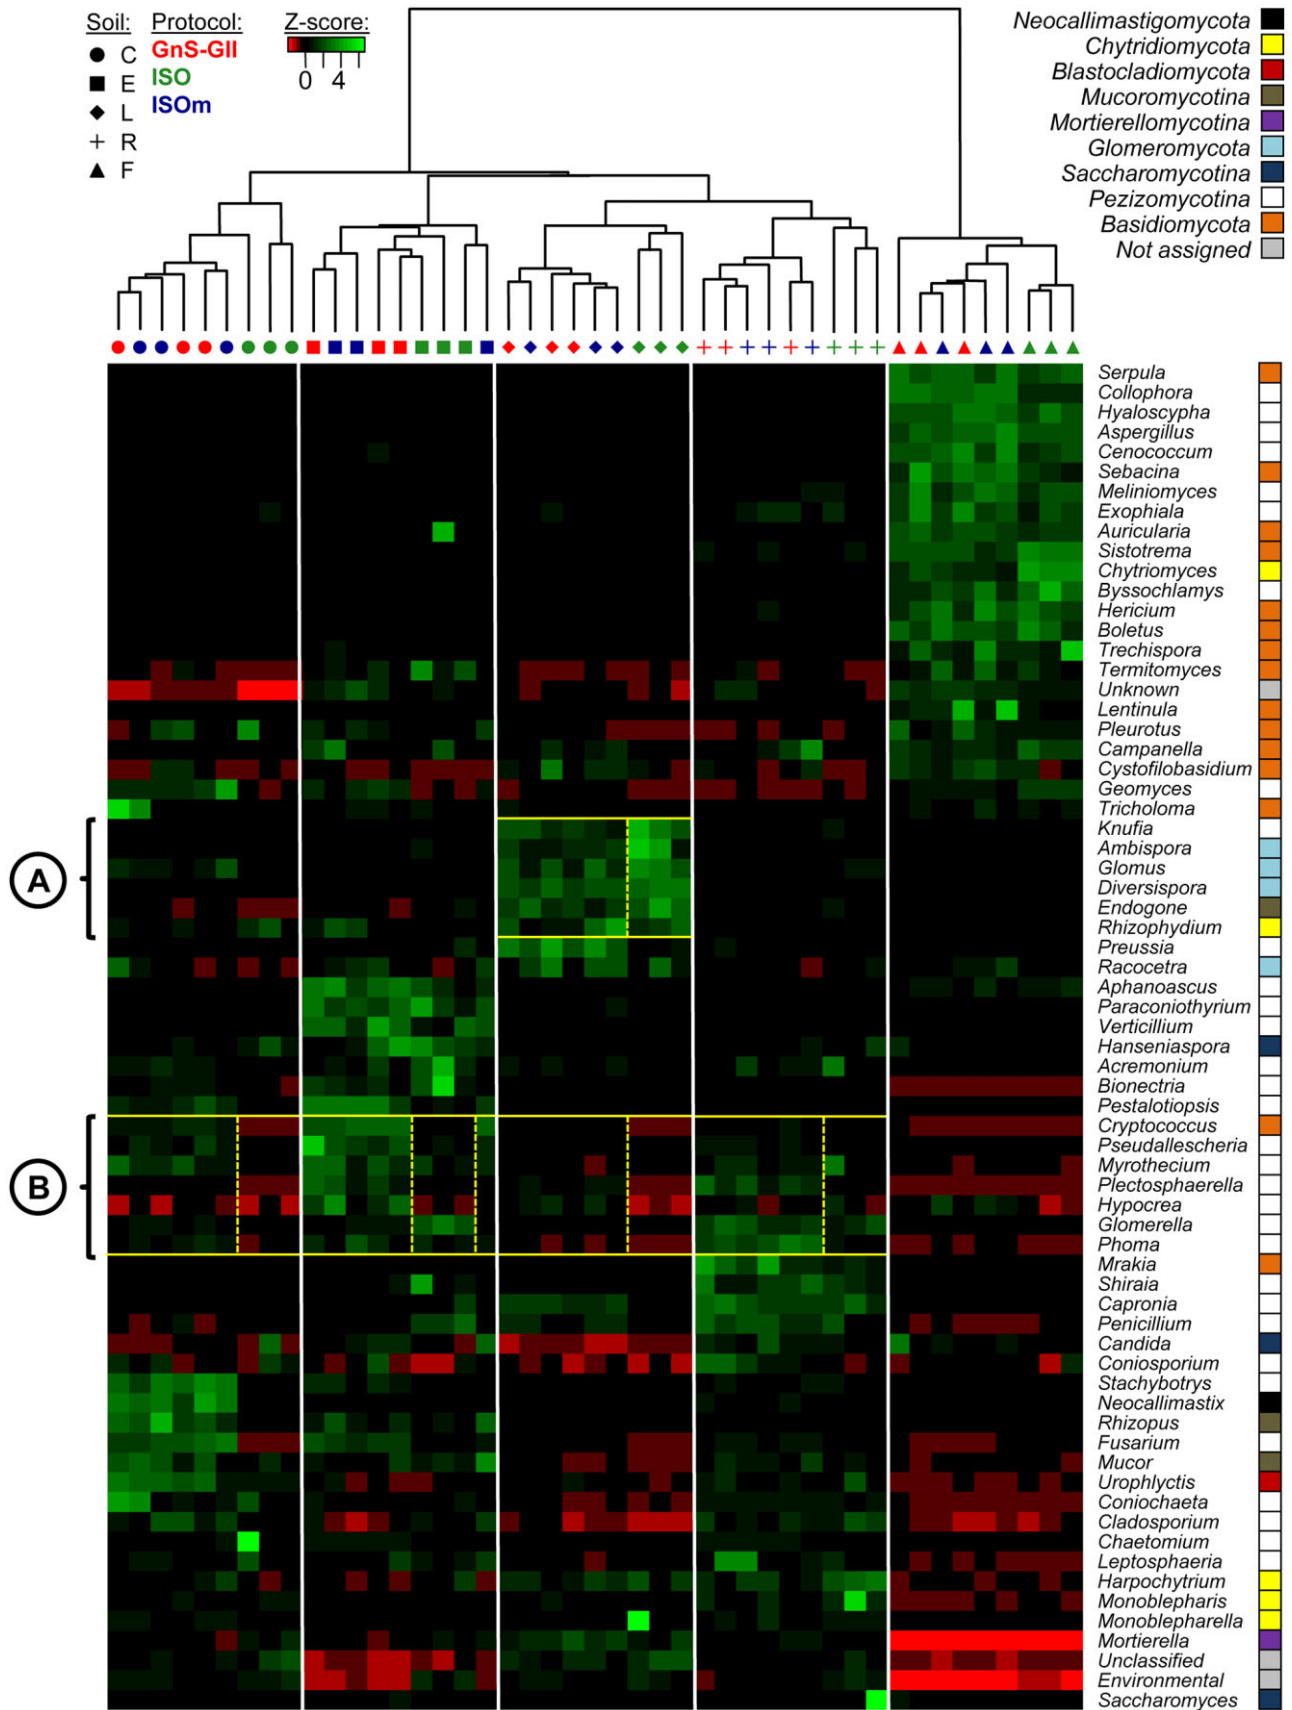 Soil:
C
E
L
R
F
Protocol:
GnS-GII
ISO
ISOm
Z-score:
0 4
Neocallimastigomycota
Chytridiomycota
Blastocladiomycota
Mucoromycotina
Mortierellomycotina
Glomeromycota
Saccharomycotina
Pezizomycotina
Basidiomycota
Not assigned
Serpula
Collophora
Hyaloscypha
Aspergillus
Cenococcum
Sebacina
Meliniomyces
Exophiala
Auricularia
Sistotrema
Chytriomyces
Byssochlamys
Hericium
Boletus
Trechispora
Termitomyces
Unknown
Lentinula
Pleurotus
Campanella
Cystofilobasidium
Geomyces
Tricholoma
Knufia
Ambispora
A
Glomus
Diversispora
Endogone
Rhizophydium
Preussia
Racocetra
Aphanoascus
Paraconiothyrium
Verticillium
Hanseniaspora
Acremonium
Bionectria
Pestalotiopsis
Cryptococcus
Pseudallescheria
Myrothecium
B
Plectosphaerella
Hypocrea
Glomerella
Phoma
Mrakia
Shiraia
Capronia
Penicillium
Candida
Coniosporium
Stachybotrys
Neocallimastix
Rhizopus
Fusarium
Mucor
Urophlyctis
Coniochaeta
Cladosporium
Chaetomium
Leptosphaeria
Harpochytrium
Monoblepharis
Monoblepharella
Mortierella
Unclassified
Environmental
Saccharomyces